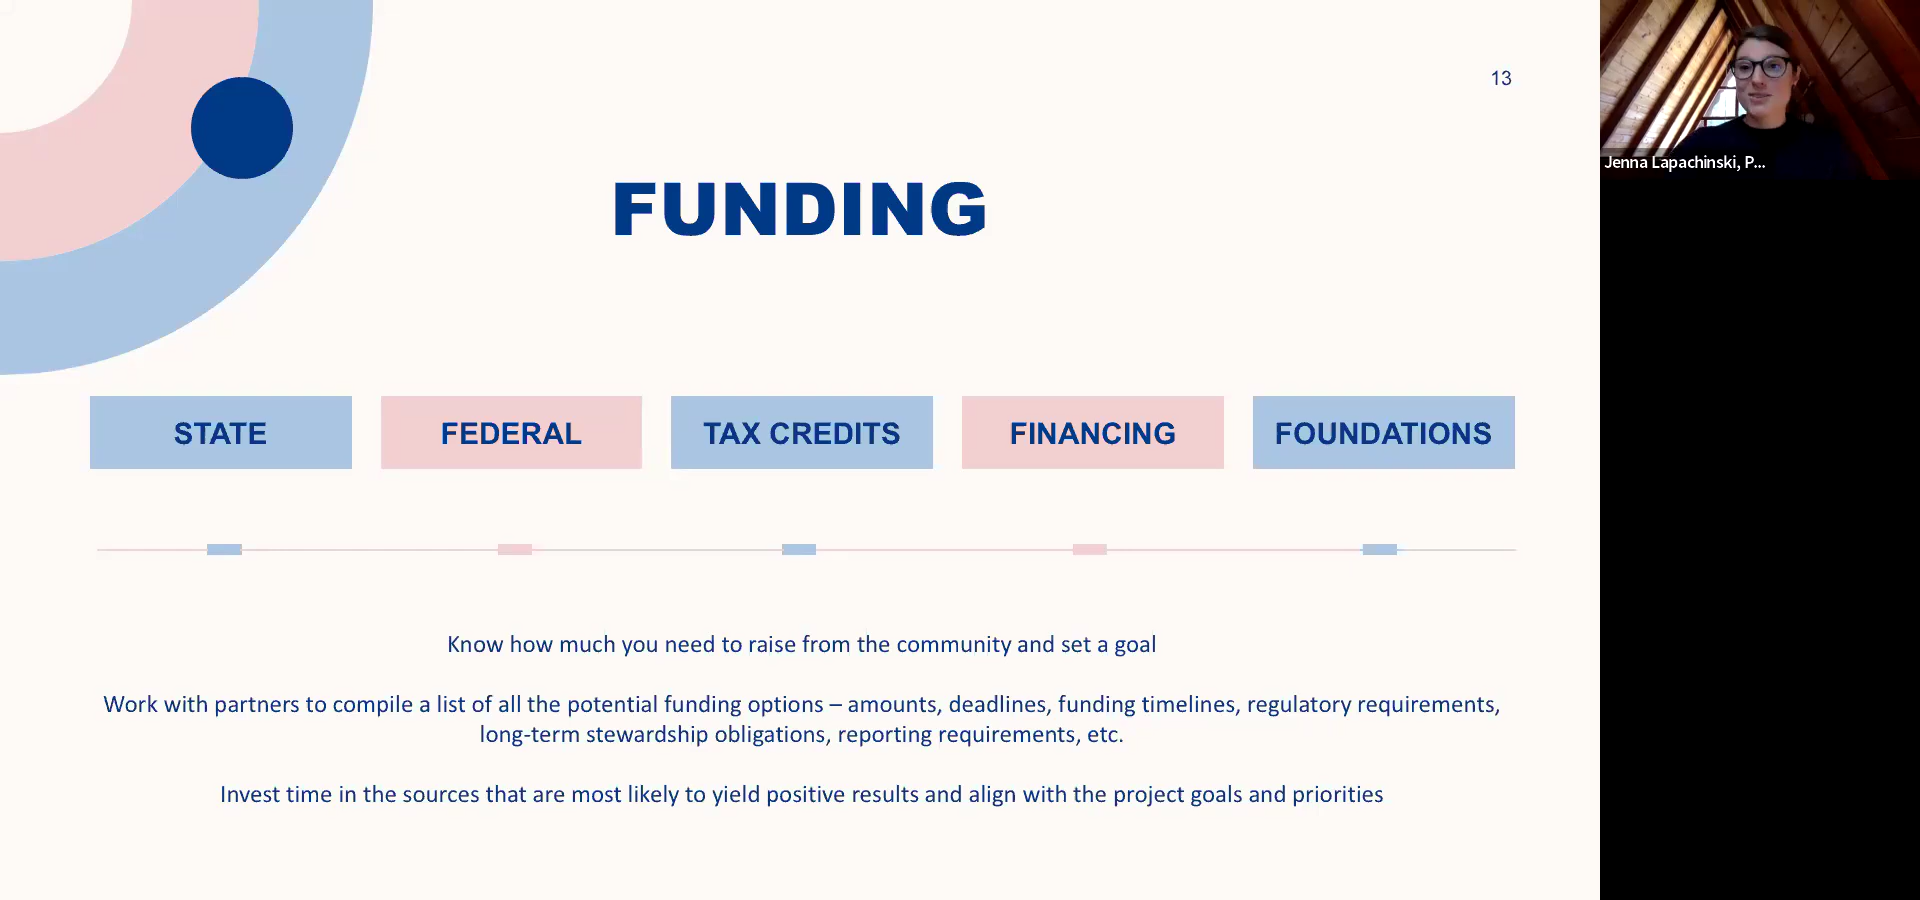 13
Jenna Lapachinski, P...
FUNDING
STATE
FEDERAL
TAX CREDITS
FINANCING
FOUNDATIONS
Know how much you need to raise from the community and set a goal
Work with partners to compile a list of all the potential funding options – amounts, deadlines, funding timelines, regulatory requirements,
long-term stewardship obligations, reporting requirements, etc.
Invest time in the sources that are most likely to yield positive results and align with the project goals and priorities